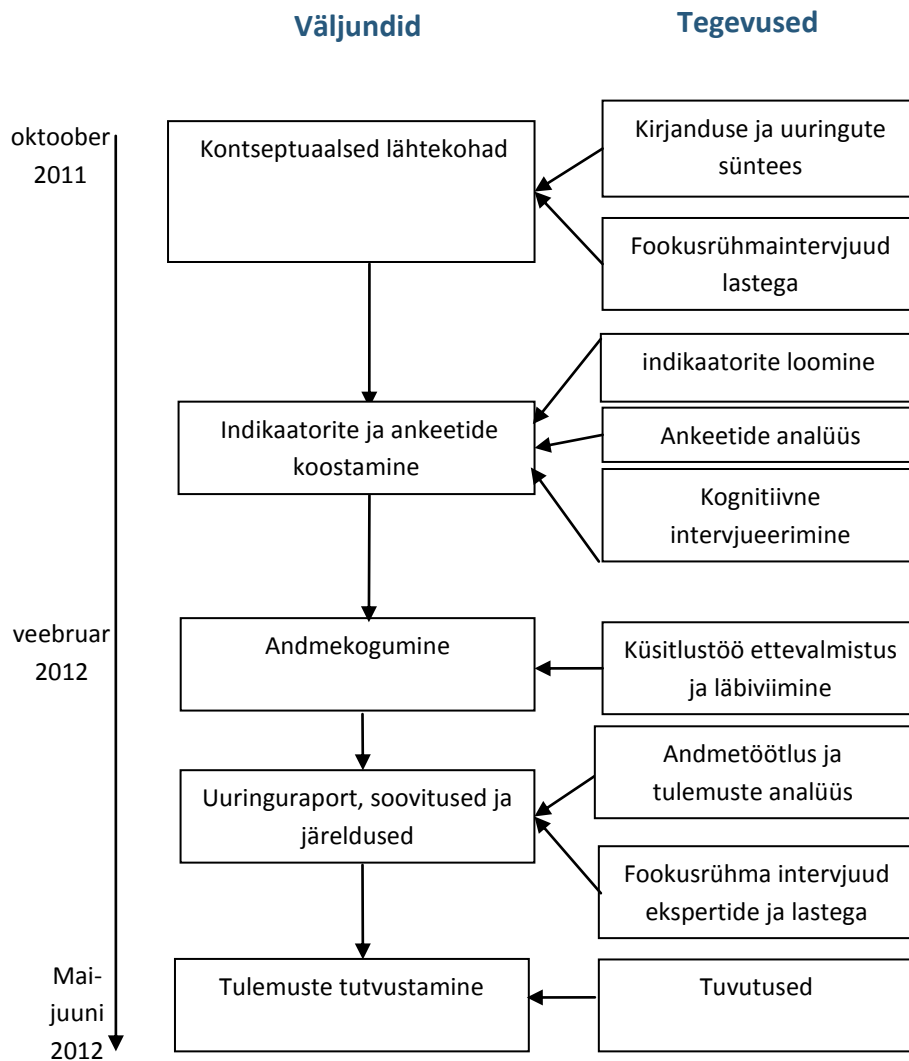 Väljundid
Tegevused
oktoober
2011
Kontseptuaalsed lähtekohad
Kirjanduse ja uuringute
süntees
Fookusrühmaintervjuud
lastega
Indikaatorite ja ankeetide
koostamine
indikaatorite loomine
Ankeetide analüüs
Kognitiivne
intervjueerimine
veebruar
2012
Andmekogumine
Küsitlustöö ettevalmistus
ja läbiviimine
Uuringuraport, soovitused ja
järeldused
Andmetöötlus ja
tulemuste analüüs
Fookusrühma intervjuud
ekspertide ja lastega
Mai-
juuni
2012
Tulemuste tutvustamine
Tuvutused